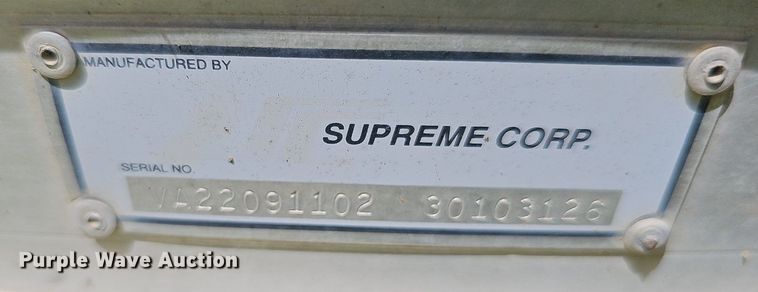 MANUFACTURED BY
SUPREME CORP.
SERIAL NO.
VA22091102 30103126
Purple Wave Auction